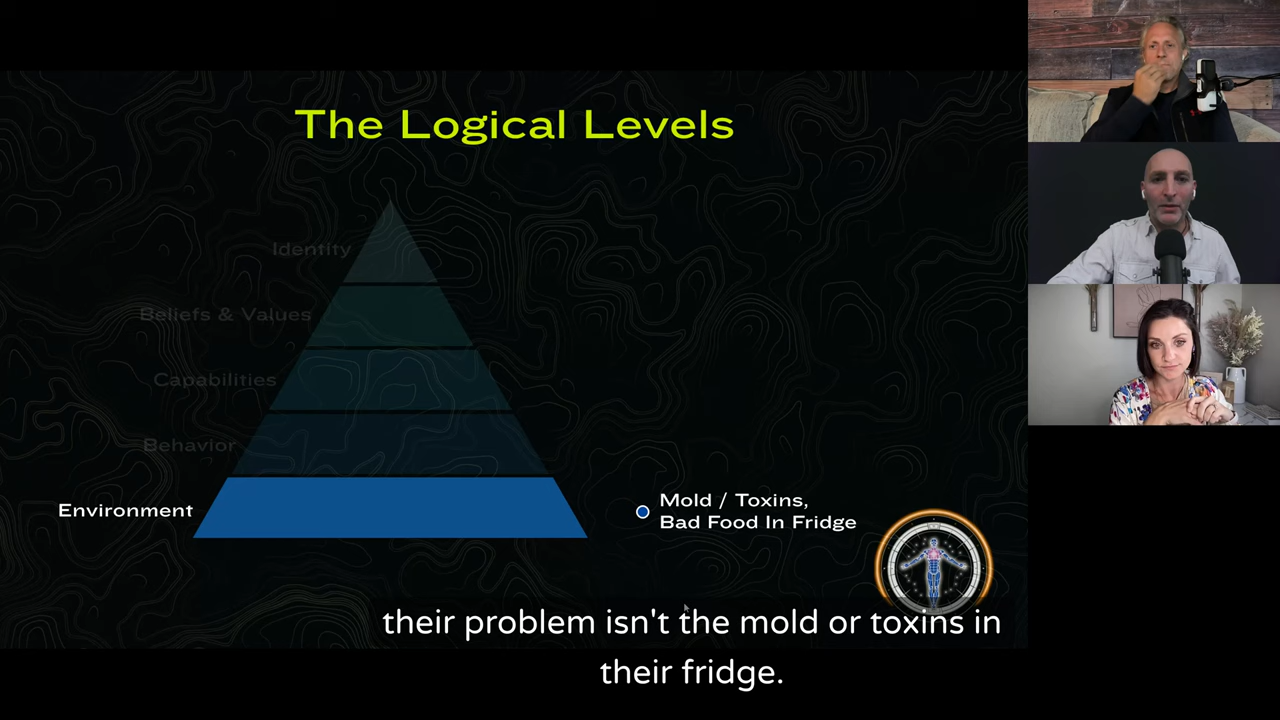 The Logical Levels
Identity
Beliefs & Values
Capabilities
Behavior
Environment
Mold / Toxins,
Bad Food In Fridge
their problem isn't the mold or toxins in
their fridge.